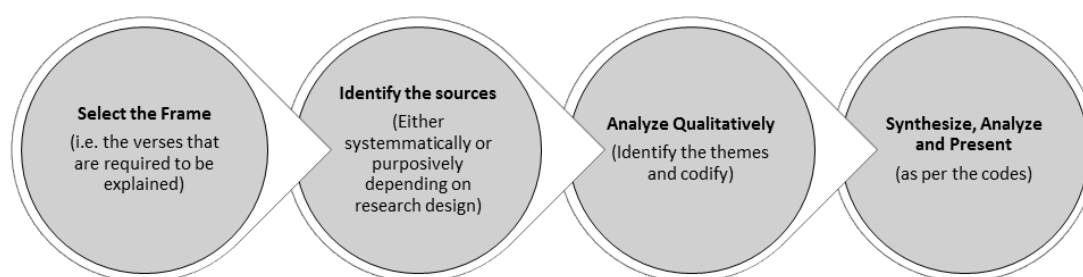 Select the Frame
(i.e. the verses that
are required to be
explained)
Identify the sources
(Either
systemmatically or
purposively
depending on
research design)
Analyze Qualitatively
(Identify the themes
and codify)
Synthesize, Analyze
and Present
(as per the codes)